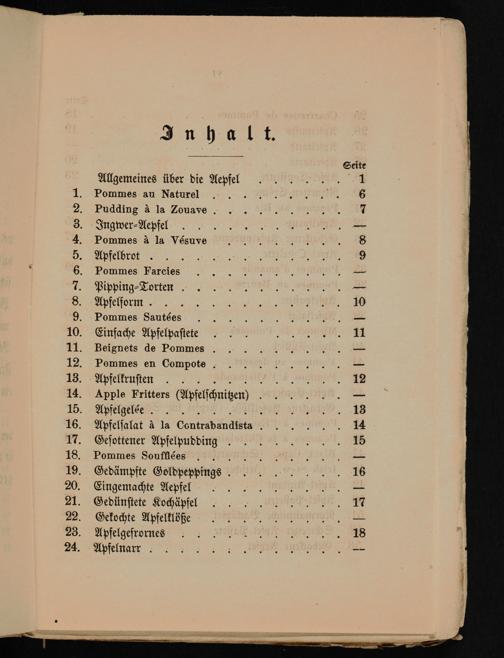 Inhalt.
Seite
Allgemeines über die Aepfel . . . . . . 1
1. Pommes au Naturel . . . . . . . . . 6
2. Pudding à la Zouave . . . . . . . . . 7
3. Ingwer-Aepfel . . . . . . . . . . . —
4. Pommes à la Vésuve . . . . . . . . . 8
5. Apfelbrot . . . . . . . . . . . . 9
6. Pommes Farcies . . . . . . . . . . —
7. Pipping-Torten . . . . . . . . . . . —
8. Apfelform . . . . . . . . . . . . 10
9. Pommes Sautées . . . . . . . . . . —
10. Einfache Apfelpastete . . . . . . . . . 11
11. Beignets de Pommes . . . . . . . . . —
12. Pommes en Compote . . . . . . . . . —
13. Apfelkrusten . . . . . . . . . . . 12
14. Apple Fritters (Apfelschnitzen) . . . . . . —
15. Apfelgelée . . . . . . . . . . . . 13
16. Apfelsalat à la Contrabandista . . . . . . 14
17. Gesottener Apfelpudding . . . . . . . . 15
18. Pommes Soufflées . . . . . . . . . . —
19. Gedämpfte Goldpeppings . . . . . . . . 16
20. Eingemachte Aepfel . . . . . . . . . —
21. Gedünstete Kochäpfel . . . . . . . . . 17
22. Gekochte Apfelklöße . . . . . . . . . —
23. Apfelgefrornes . . . . . . . . . . . 18
24. Apfelnarr . . . . . . . . . . . . —